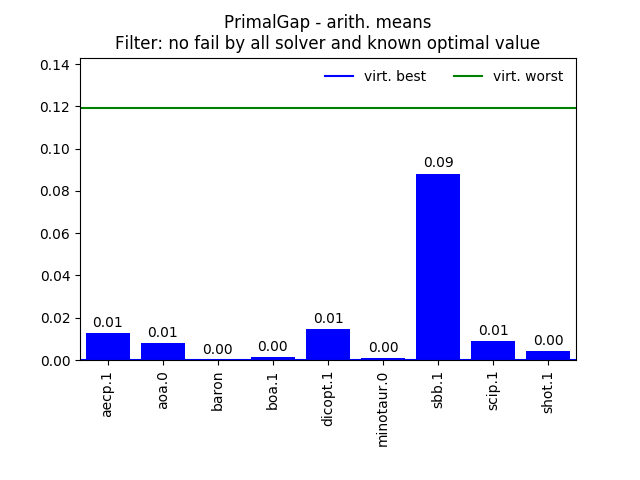 PrimalGap - arith. means
Filter: no fail by all solver and known optimal value
virt. best
virt. worst
0.14
0.12
0.10
0.08
0.06
0.04
0.02
0.00
0.01
0.01
0.00
0.00
0.01
0.00
0.09
0.01
0.00
aecp.1
aoa.0
baron
boa.1
dicopt.1
minotaur.0
sbb.1
scip.1
shot.1